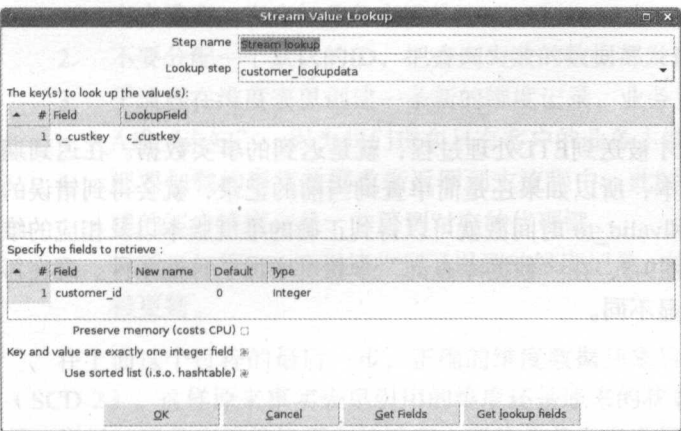 Stream Value Lookup
Step name Stream lookup
Lookup step customer_lookupdata
The key(s) to look up the value(s):
# Field LookupField
1 o_custkey c_custkey
Specify the fields to retrieve :
# Field New name Default Type
1 customer_id 0 Integer
Preserve memory (costs CPU)
Key and value are exactly one integer field
Use sorted list (i.s.o. hashtable)
OK Cancel Get Fields Get lookup fields